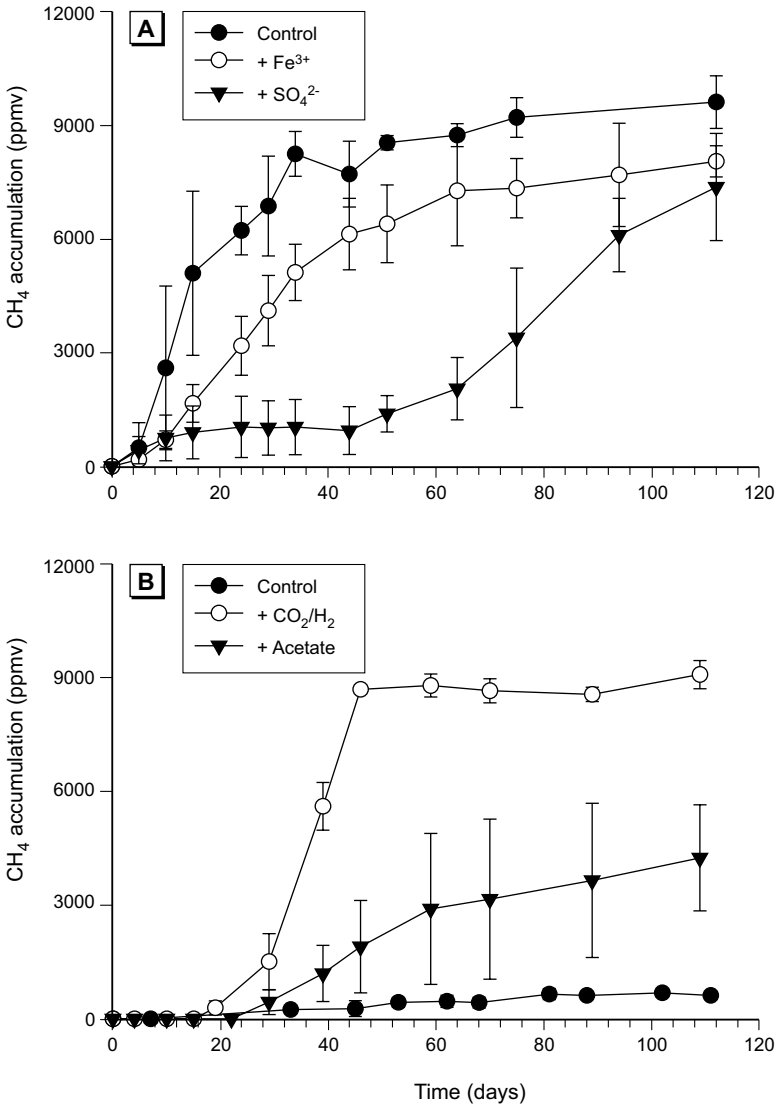 A
Control
+ Fe³⁺
+ SO₄²⁻
CH₄ accumulation (ppmv)
12000
9000
6000
3000
0
0 20 40 60 80 100 120
B
Control
+ CO₂/H₂
+ Acetate
CH₄ accumulation (ppmv)
12000
9000
6000
3000
0
0 20 40 60 80 100 120
Time (days)